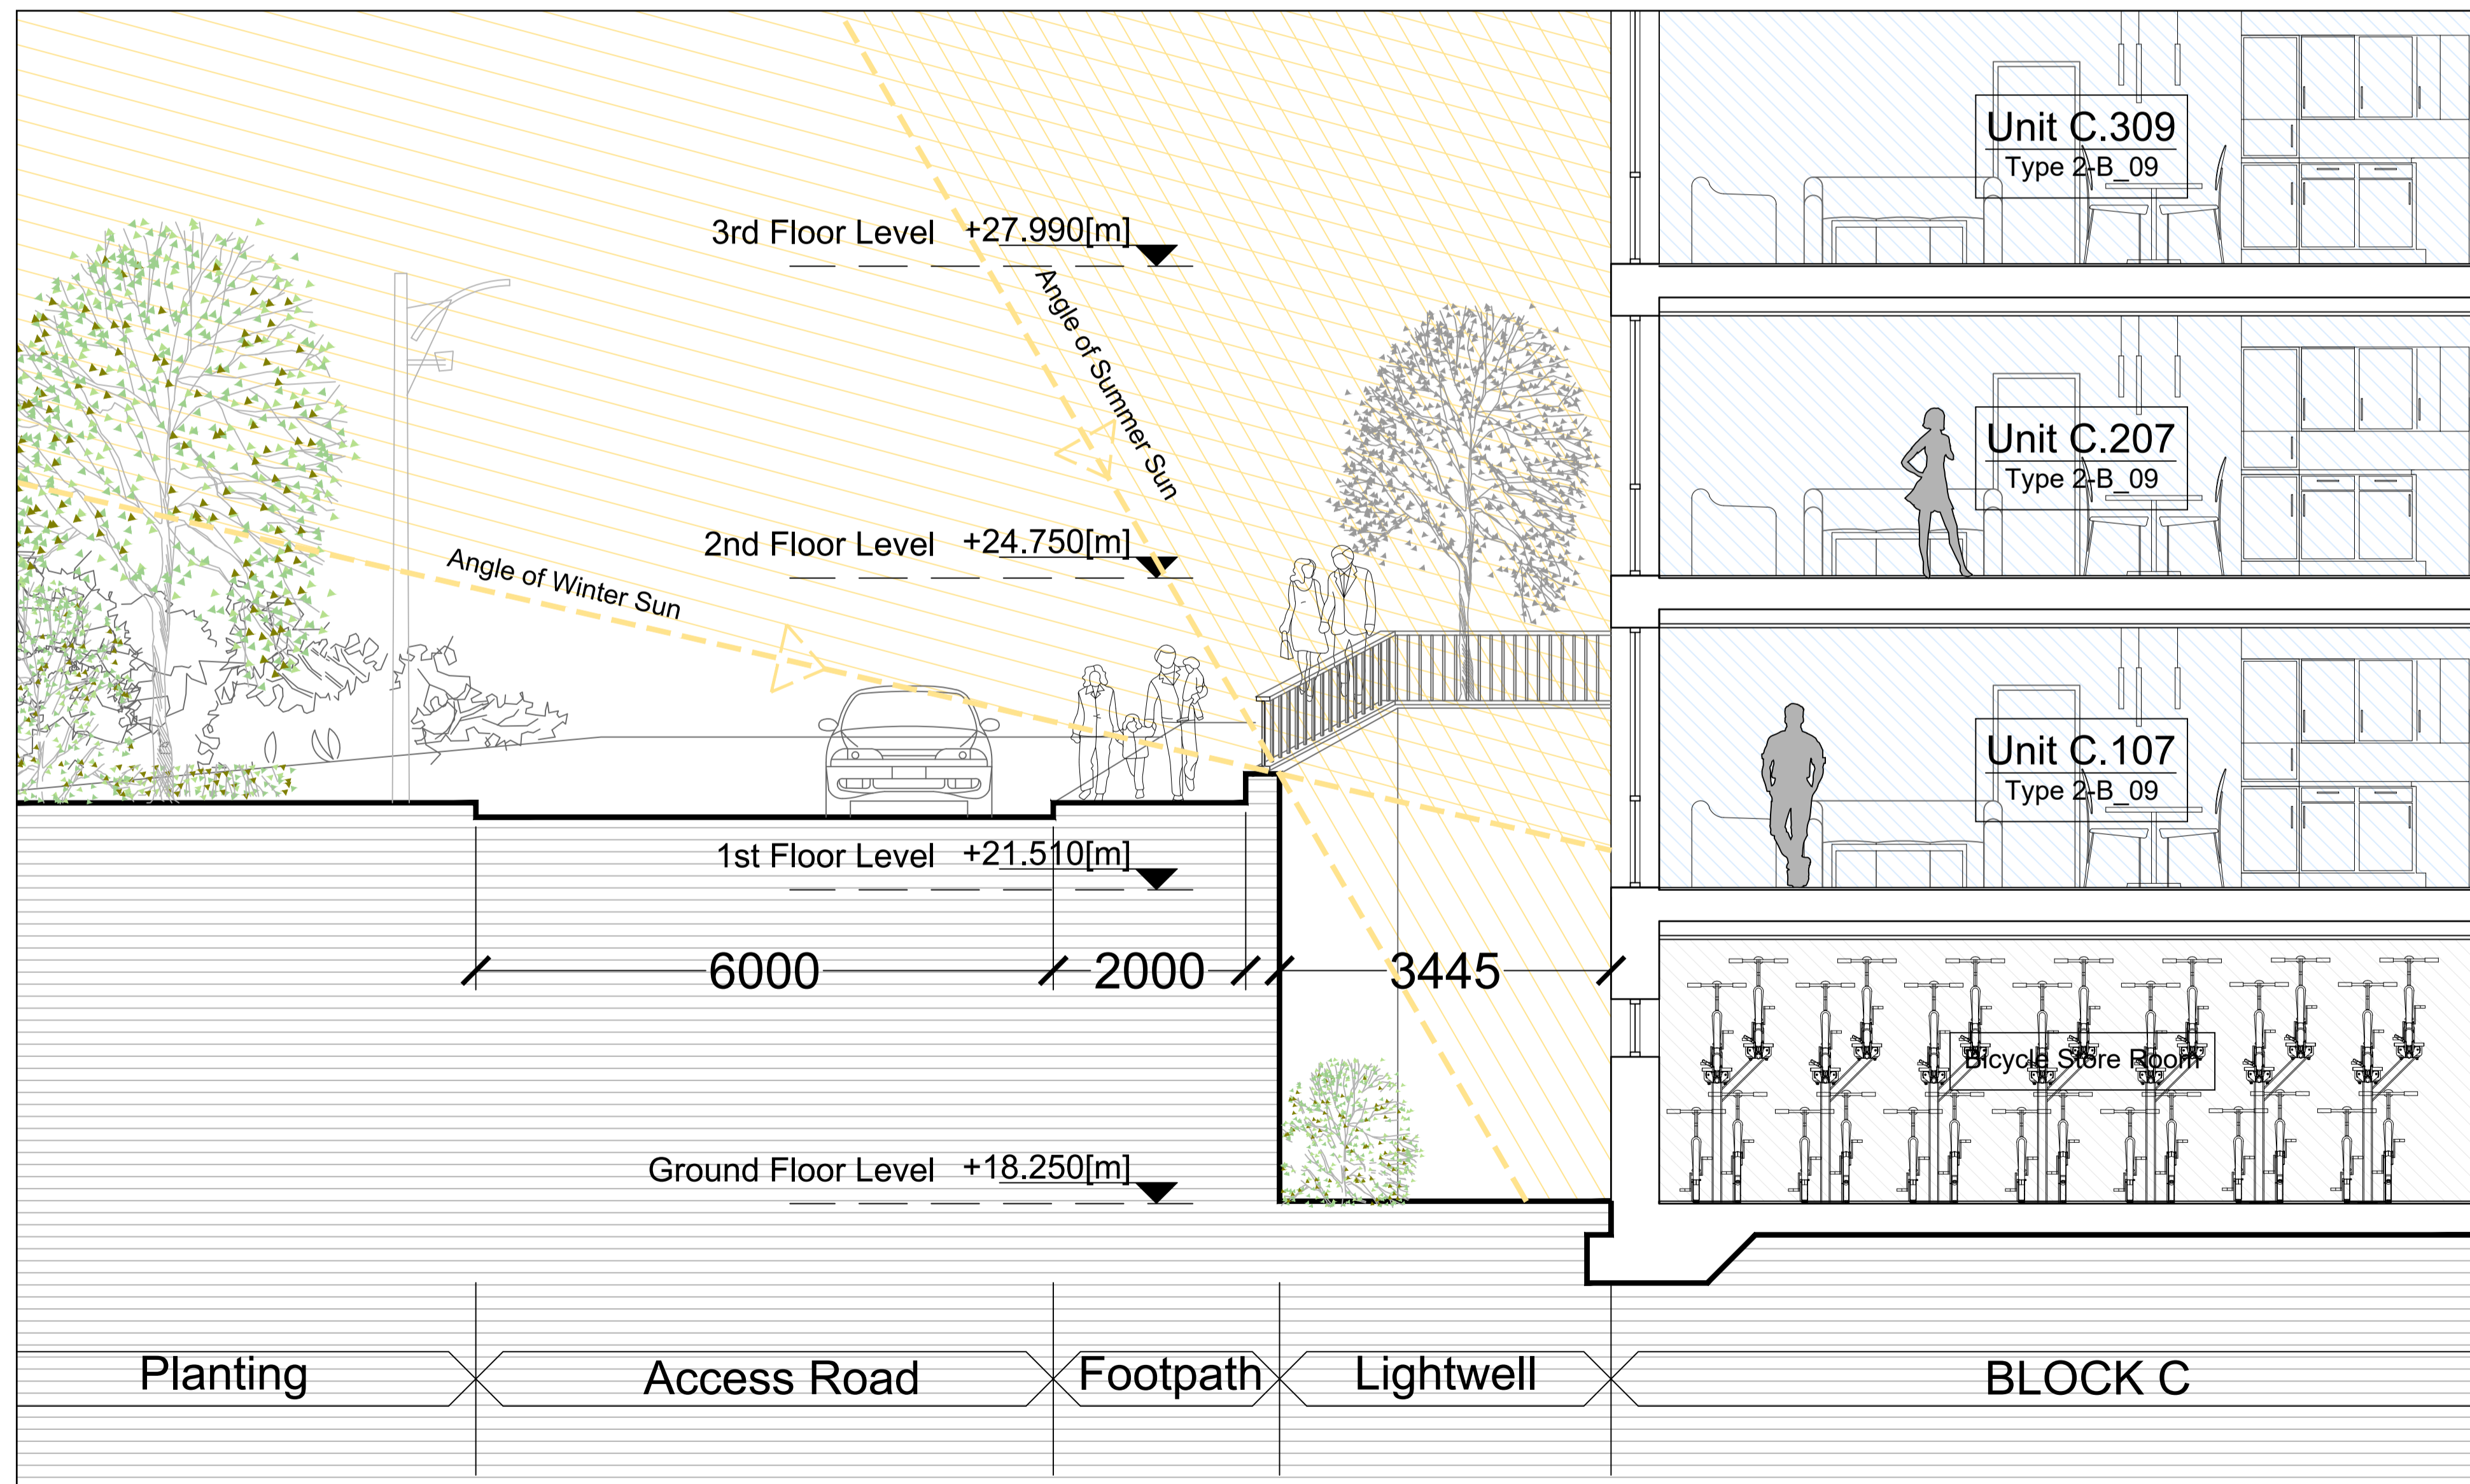 Unit C.309
Type 2-B_09
3rd Floor Level +27.990[m]
Angle of Summer Sun
Unit C.207
Type 2-B_09
2nd Floor Level +24.750[m]
Angle of Winter Sun
Unit C.107
Type 2-B_09
1st Floor Level +21.510[m]
6000 2000 3445
Bicycle Store Room
Ground Floor Level +18.250[m]
Planting Access Road Footpath Lightwell BLOCK C